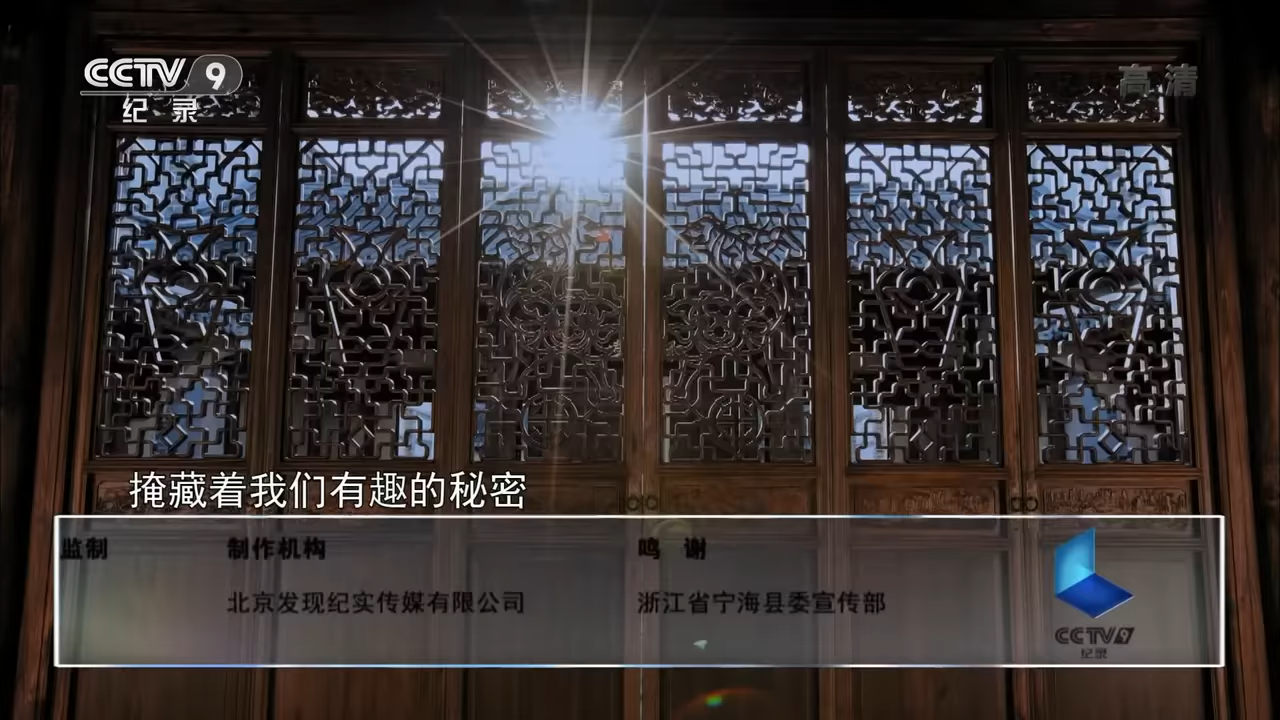 CCTV 9
纪录
高清
掩藏着我们有趣的秘密
监制
制作机构
鸣 谢
北京发现纪实传媒有限公司
浙江省宁海县委宣传部
CCTV9
纪录